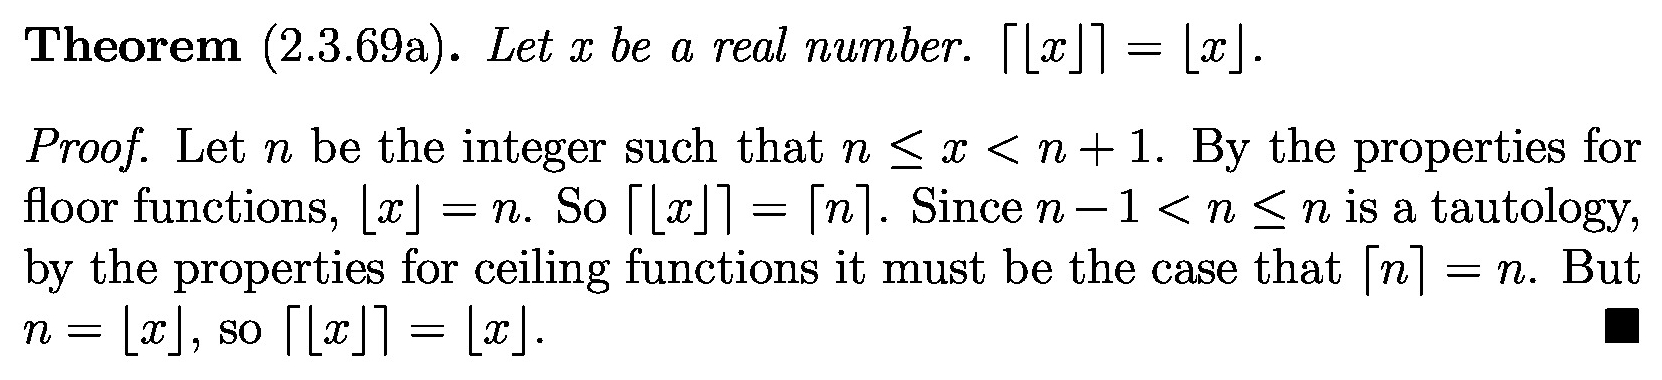 Theorem (2.3.69a). Let x be a real number. ⌈⌊x⌋⌉ = ⌊x⌋.
Proof. Let n be the integer such that n ≤ x < n + 1. By the properties for
floor functions, ⌊x⌋ = n. So ⌈⌊x⌋⌉ = ⌈n⌉. Since n − 1 < n ≤ n is a tautology,
by the properties for ceiling functions it must be the case that ⌈n⌉ = n. But
n = ⌊x⌋, so ⌈⌊x⌋⌉ = ⌊x⌋. ■